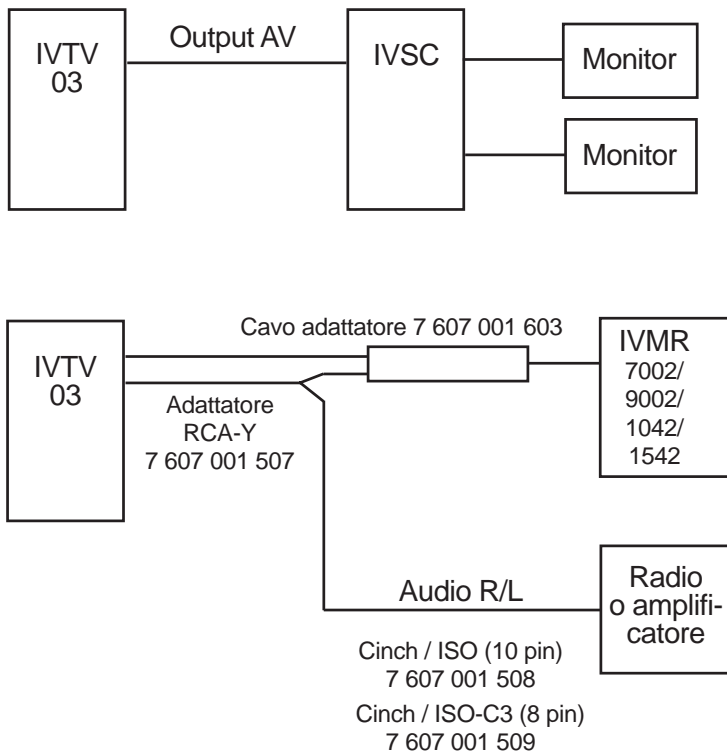 IVTV
03
Output AV
IVSC
Monitor
Monitor
IVTV
03
Cavo adattatore 7 607 001 603
Adattatore
RCA-Y
7 607 001 507
IVMR
7002/
9002/
1042/
1542
Audio R/L
Radio
o amplifi-
catore
Cinch / ISO (10 pin)
7 607 001 508
Cinch / ISO-C3 (8 pin)
7 607 001 509